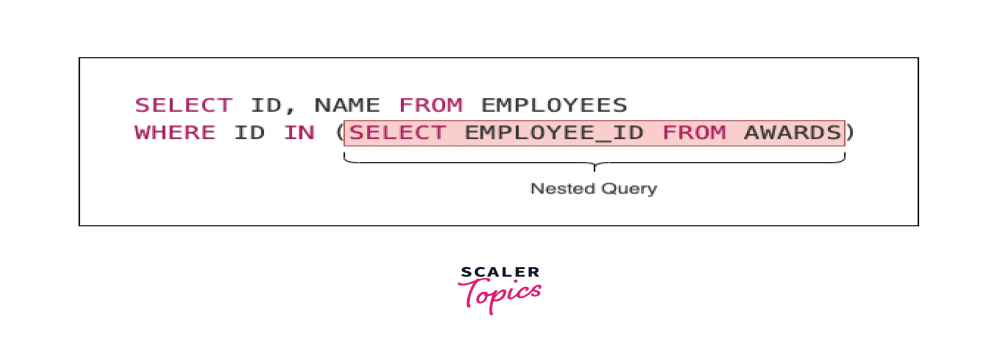 SELECT ID, NAME FROM EMPLOYEES
WHERE ID IN (SELECT EMPLOYEE_ID FROM AWARDS)
Nested Query
SCALER
Topics